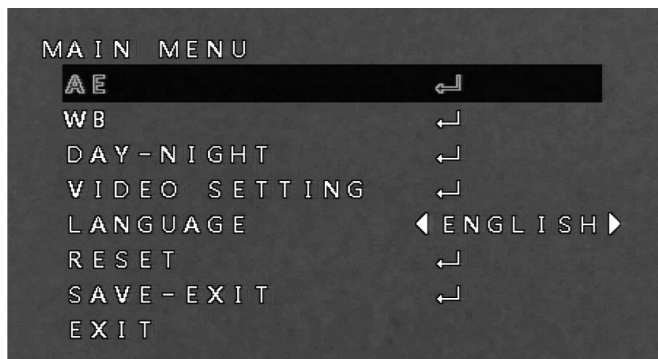 MAIN MENU
AE ↵
WB ↵
DAY-NIGHT ↵
VIDEO SETTING ↵
LANGUAGE ◀ENGLISH▶
RESET ↵
SAVE-EXIT ↵
EXIT